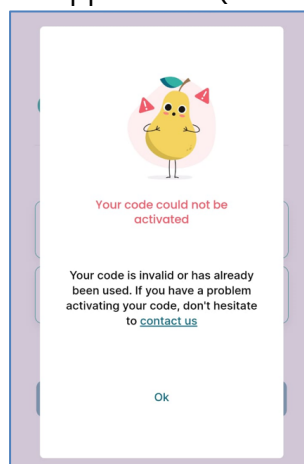 Your code could not be
activated
Your code is invalid or has already
been used. If you have a problem
activating your code, don't hesitate
to contact us
Ok